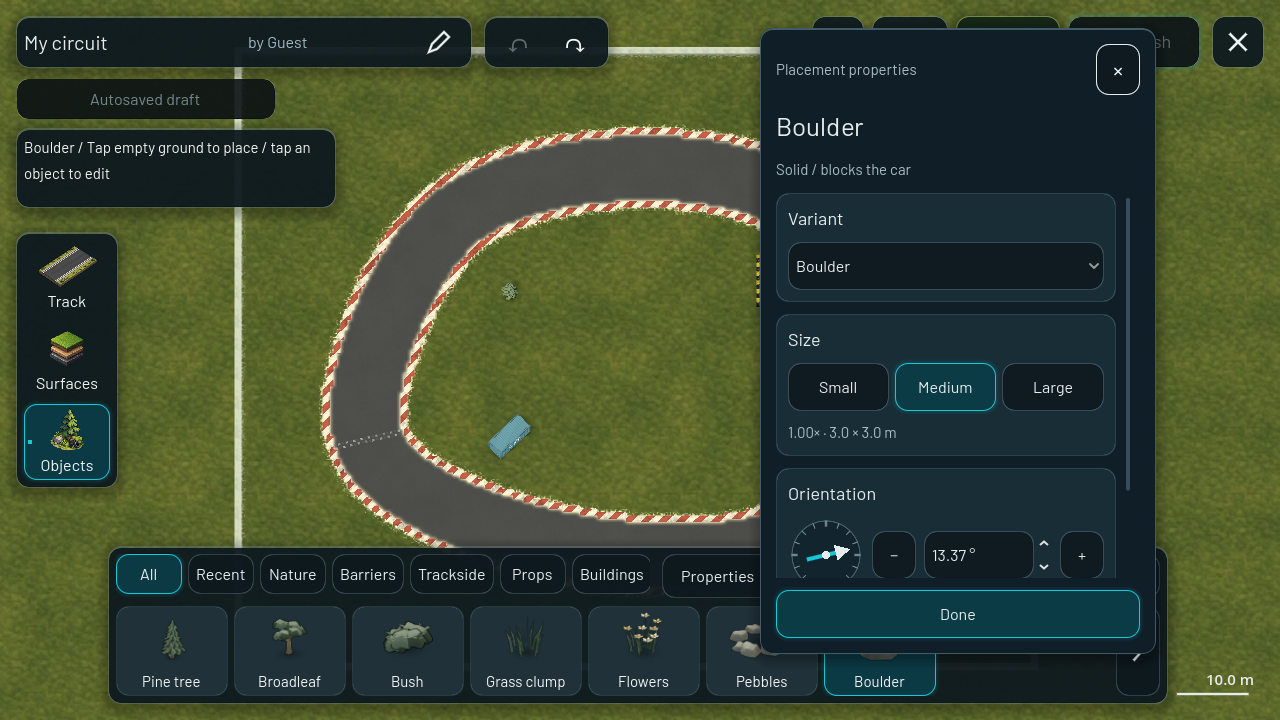 My circuit
by Guest
sh
Autosaved draft
Boulder / Tap empty ground to place / tap an
object to edit
Track
Surfaces
Objects
Placement properties
×
Boulder
Solid / blocks the car
Variant
Boulder
Size
Small
Medium
Large
1.00× · 3.0 × 3.0 m
Orientation
−
13.37 °
+
Done
All
Recent
Nature
Barriers
Trackside
Props
Buildings
Properties
Pine tree
Broadleaf
Bush
Grass clump
Flowers
Pebbles
Boulder
10.0 m